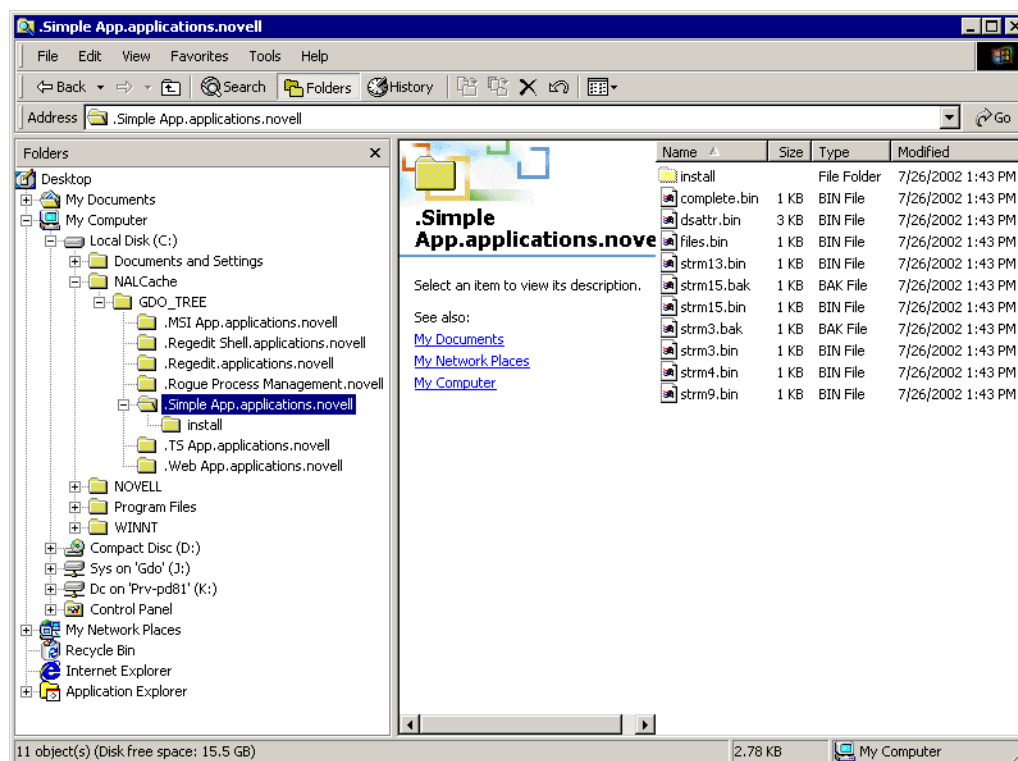 .Simple App.applications.novell
File Edit View Favorites Tools Help
Back Search Folders History
Address .Simple App.applications.novell Go
Folders
Desktop
My Documents
My Computer
Local Disk (C:)
Documents and Settings
NALCache
GDO_TREE
.MSI App.applications.novell
.Regedit Shell.applications.novell
.Regedit.applications.novell
.Rogue Process Management.novell
.Simple App.applications.novell
install
.TS App.applications.novell
.Web App.applications.novell
NOVELL
Program Files
WINNT
Compact Disc (D:)
Sys on 'Gdo' (J:)
Dc on 'Prv-pd81' (K:)
Control Panel
My Network Places
Recycle Bin
Internet Explorer
Application Explorer
.Simple
App.applications.nove
Select an item to view its description.
See also:
My Documents
My Network Places
My Computer
Name Size Type Modified
install File Folder 7/26/2002 1:43 PM
complete.bin 1 KB BIN File 7/26/2002 1:43 PM
dsattr.bin 3 KB BIN File 7/26/2002 1:43 PM
files.bin 1 KB BIN File 7/26/2002 1:43 PM
strm13.bin 1 KB BIN File 7/26/2002 1:43 PM
strm15.bak 1 KB BAK File 7/26/2002 1:43 PM
strm15.bin 1 KB BIN File 7/26/2002 1:43 PM
strm3.bak 1 KB BAK File 7/26/2002 1:43 PM
strm3.bin 1 KB BIN File 7/26/2002 1:43 PM
strm4.bin 1 KB BIN File 7/26/2002 1:43 PM
strm9.bin 1 KB BIN File 7/26/2002 1:43 PM
11 object(s) (Disk free space: 15.5 GB) 2.78 KB My Computer